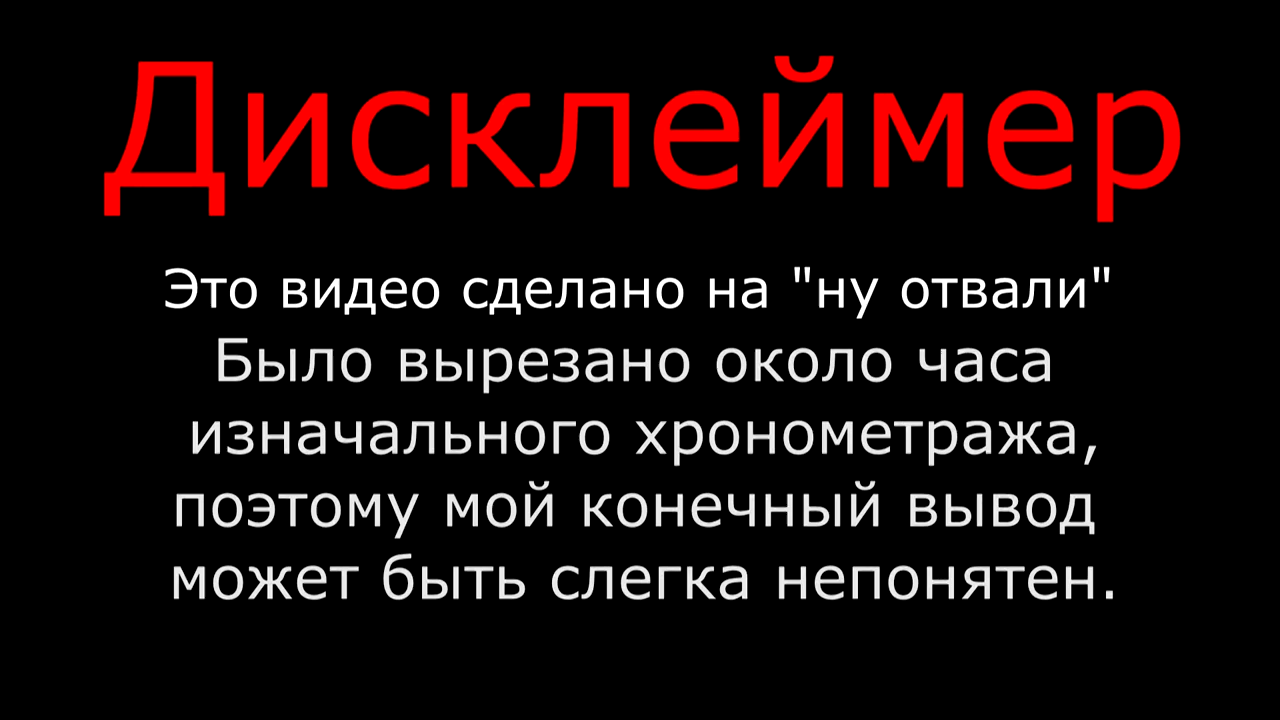 Дисклеймер
Это видео сделано на "ну отвали"
Было вырезано около часа
изначального хронометража,
поэтому мой конечный вывод
может быть слегка непонятен.